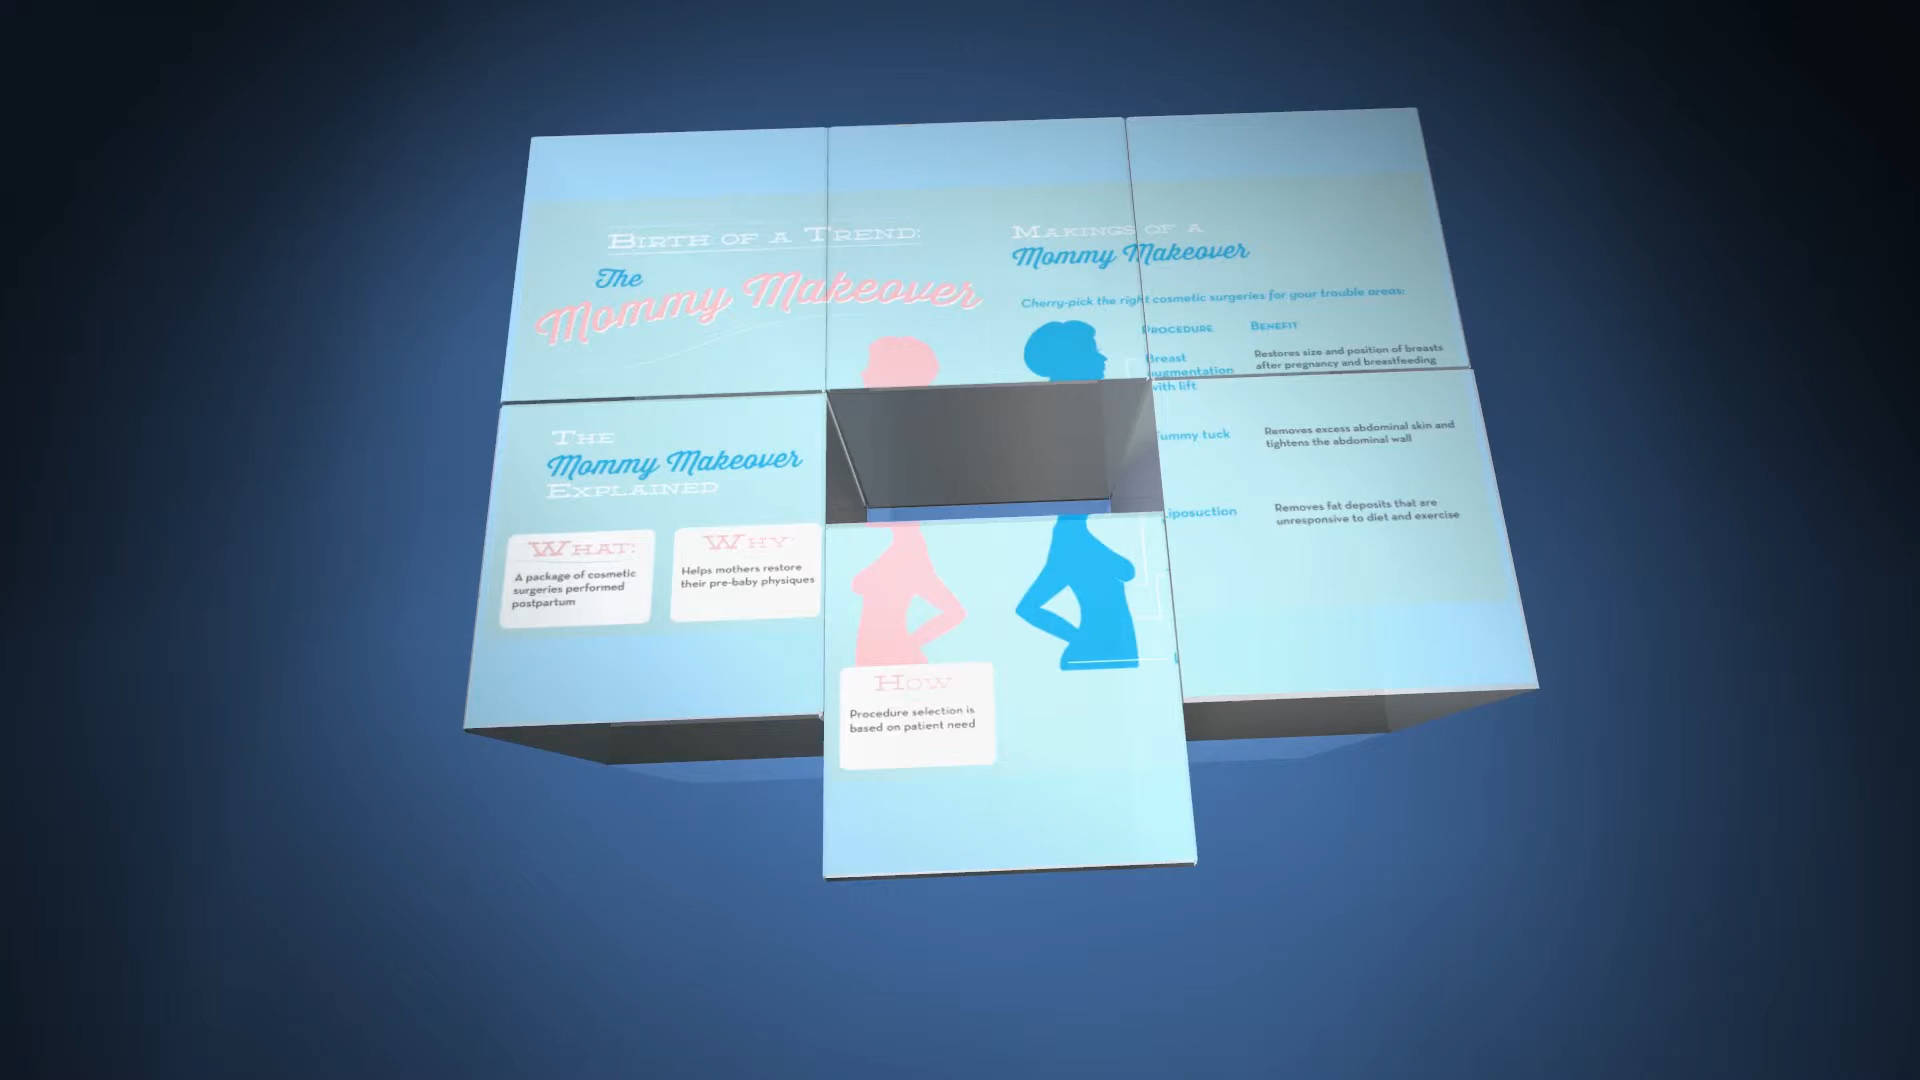 BIRTH OF A TREND:
The
Mommy Makeover
MAKINGS OF A
Mommy Makeover
Cherry-pick the right cosmetic surgeries for your trouble areas:
PROCEDURE BENEFIT
Breast
augmentation
with lift
Restores size and position of breasts
after pregnancy and breastfeeding
Tummy tuck
Removes excess abdominal skin and
tightens the abdominal wall
Liposuction
Removes fat deposits that are
unresponsive to diet and exercise
THE
Mommy Makeover
EXPLAINED
WHAT:
A package of cosmetic
surgeries performed
postpartum
WHY:
Helps mothers restore
their pre-baby physiques
HOW
Procedure selection is
based on patient need